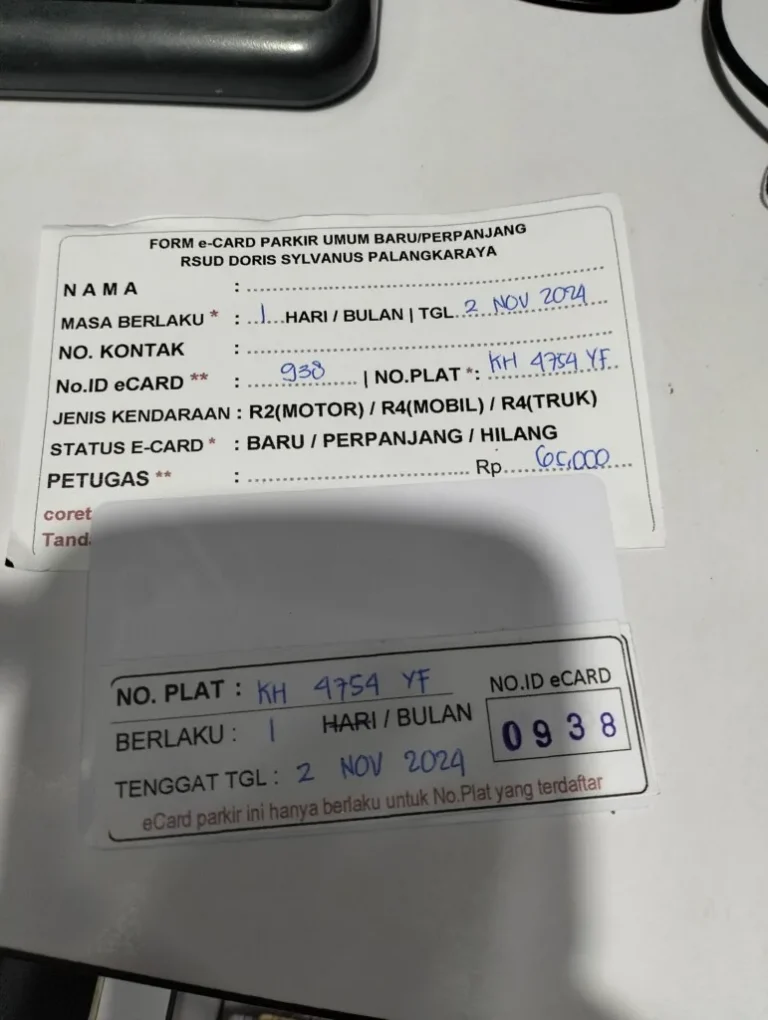 FORM e-CARD PARKIR UMUM BARU/PERPANJANG
RSUD DORIS SYLVANUS PALANGKARAYA
NAMA : ........................
MASA BERLAKU * : ..1...HARI / BULAN | TGL. 2 NOV 2024
NO. KONTAK : ........................
No.ID eCARD ** : 938 | NO.PLAT *: KH 4754 YF
JENIS KENDARAAN : R2(MOTOR) / R4(MOBIL) / R4(TRUK)
STATUS E-CARD * : BARU / PERPANJANG / HILANG
PETUGAS ** : ........................ Rp. 65,000
coret
Tand
NO. PLAT : KH 4754 YF
NO.ID eCARD
BERLAKU : 1 HARI / BULAN
0938
TENGGAT TGL : 2 NOV 2024
eCard parkir ini hanya berlaku untuk No.Plat yang terdaftar